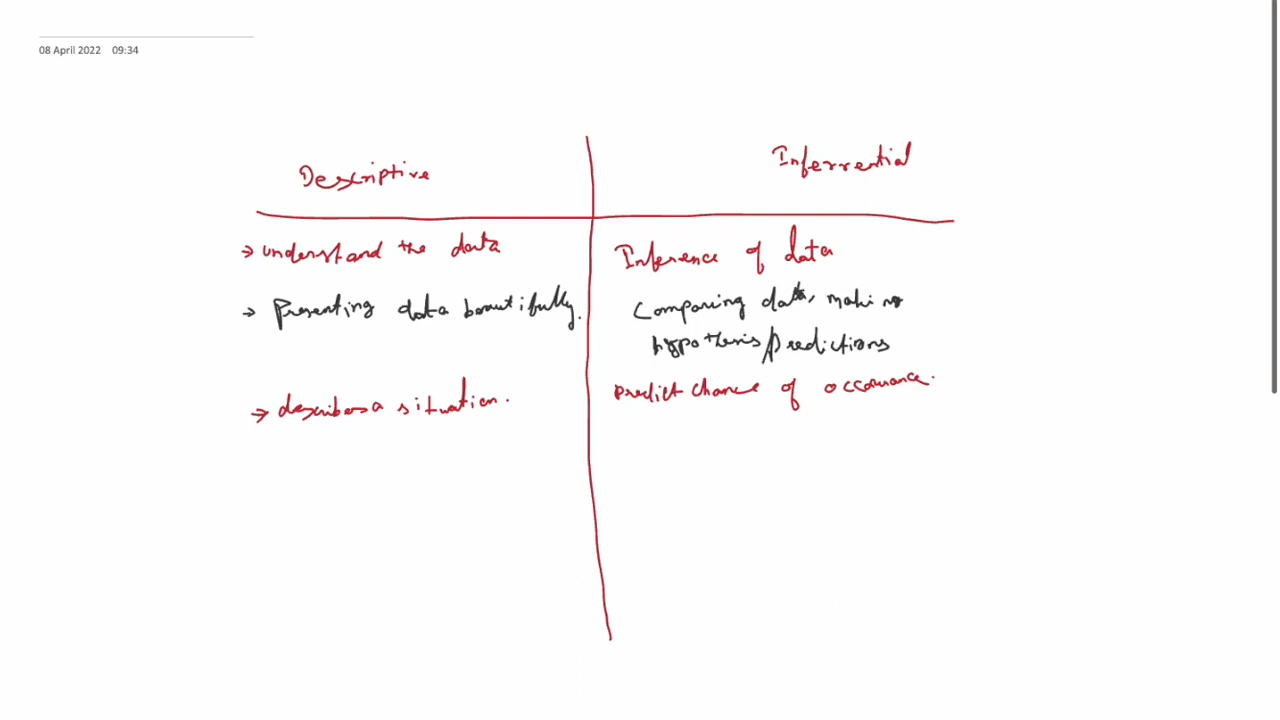 08 April 2022 09:34
Descriptive
Inferrential
→ understand the data
→ Presenting data beautifully.
→ describes a situation.
Inference of data
Comparing data, making
hypothesis/predictions
Predict chance of occurance.